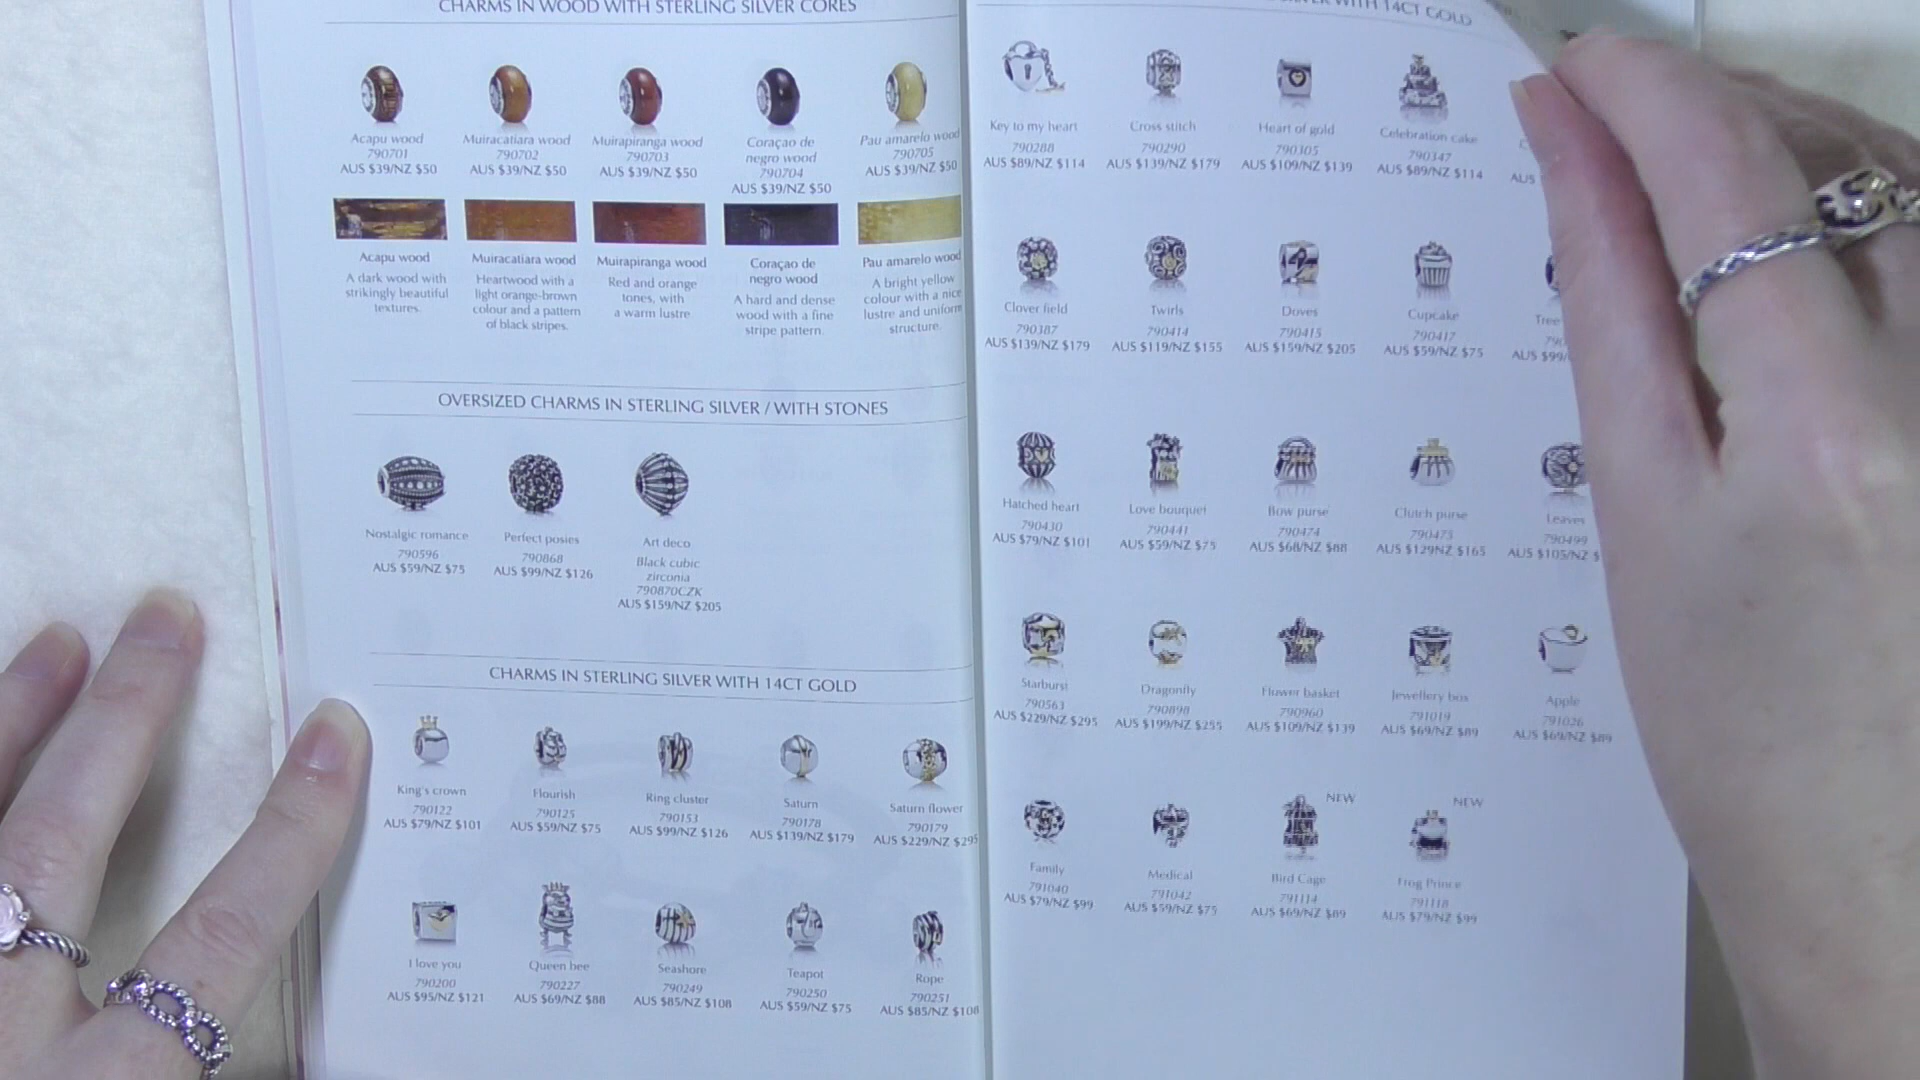 CHARMS IN WOOD WITH STERLING SILVER CORES
Acapu wood
790701
AUS $39/NZ $50
Muiracatiara wood
790702
AUS $39/NZ $50
Muirapiranga wood
790703
AUS $39/NZ $50
Coraçao de
negro wood
790704
AUS $39/NZ $50
Pau amarelo wood
790705
AUS $39/NZ $50
Acapu wood
A dark wood with
strikingly beautiful
textures.
Muiracatiara wood
Heartwood with a
light orange-brown
colour and a pattern
of black stripes.
Muirapiranga wood
Red and orange
tones, with
a warm lustre
Coraçao de
negro wood
A hard and dense
wood with a fine
stripe pattern.
Pau amarelo wood
A bright yellow
colour with a nice
lustre and uniform
structure.
OVERSIZED CHARMS IN STERLING SILVER / WITH STONES
Nostalgic romance
790596
AUS $59/NZ $75
Perfect posies
790868
AUS $99/NZ $126
Art deco
Black cubic
zirconia
790870CZK
AUS $159/NZ $205
CHARMS IN STERLING SILVER WITH 14CT GOLD
King's crown
790122
AUS $79/NZ $101
Flourish
790125
AUS $59/NZ $75
Ring cluster
790153
AUS $99/NZ $126
Saturn
790178
AUS $139/NZ $179
Saturn flower
790179
AUS $229/NZ $295
I love you
790200
AUS $95/NZ $121
Queen bee
790227
AUS $69/NZ $88
Seashore
790249
AUS $85/NZ $108
Teapot
790250
AUS $59/NZ $75
Rope
790251
AUS $85/NZ $108
WITH 14CT GOLD
Key to my heart
790288
AUS $89/NZ $114
Cross stitch
790290
AUS $139/NZ $179
Heart of gold
790305
AUS $109/NZ $139
Celebration cake
790347
AUS $89/NZ $114
AUS
Clover field
790387
AUS $139/NZ $179
Twirls
790414
AUS $119/NZ $155
Doves
790415
AUS $159/NZ $205
Cupcake
790417
AUS $59/NZ $75
Tree
790
AUS $99/
Hatched heart
790430
AUS $79/NZ $101
Love bouquet
790441
AUS $59/NZ $75
Bow purse
790474
AUS $68/NZ $88
Clutch purse
790473
AUS $129NZ $165
Leaves
790499
AUS $105/NZ $
Starburst
790563
AUS $229/NZ $295
Dragonfly
790898
AUS $199/NZ $255
Flower basket
790960
AUS $109/NZ $139
Jewellery box
791019
AUS $69/NZ $89
Apple
791026
AUS $69/NZ $89
Family
791040
AUS $79/NZ $99
Medical
791042
AUS $59/NZ $75
NEW
Bird Cage
791114
AUS $69/NZ $89
NEW
Frog Prince
791118
AUS $79/NZ $99